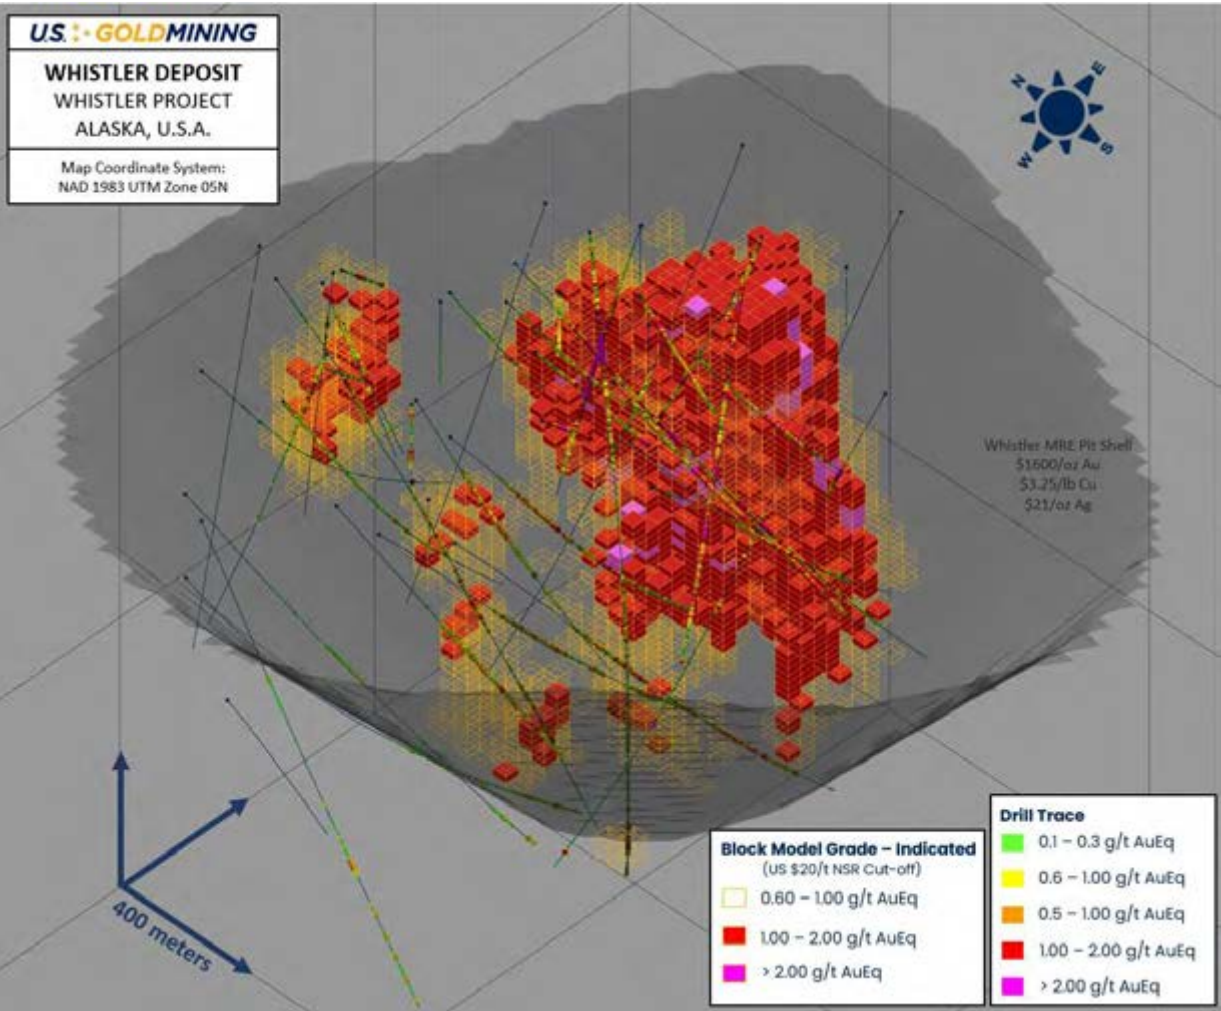 U.S. GOLDMINING
WHISTLER DEPOSIT
WHISTLER PROJECT
ALASKA, U.S.A.
Map Coordinate System:
NAD 1983 UTM Zone 05N
N
E
W
S
Whistler MRE Pit Shell
$1600/oz Au
$3.25/lb Cu
$21/oz Ag
400 meters
Block Model Grade – Indicated
(US $20/t NSR Cut-off)
0.60 – 1.00 g/t AuEq
1.00 – 2.00 g/t AuEq
> 2.00 g/t AuEq
Drill Trace
0.1 – 0.3 g/t AuEq
0.6 – 1.00 g/t AuEq
0.5 – 1.00 g/t AuEq
1.00 – 2.00 g/t AuEq
> 2.00 g/t AuEq